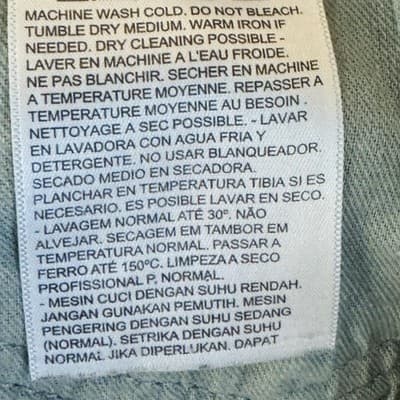 MACHINE WASH COLD. DO NOT BLEACH.
TUMBLE DRY MEDIUM. WARM IRON IF
NEEDED. DRY CLEANING POSSIBLE -
LAVER EN MACHINE A L'EAU FROIDE.
NE PAS BLANCHIR. SECHER EN MACHINE
A TEMPERATURE MOYENNE. REPASSER A
TEMPERATURE MOYENNE AU BESOIN .
NETTOYAGE A SEC POSSIBLE. - LAVAR
EN LAVADORA CON AGUA FRIA Y
DETERGENTE. NO USAR BLANQUEADOR.
SECADO MEDIO EN SECADORA.
PLANCHAR EN TEMPERATURA TIBIA SI ES
NECESARIO. ES POSIBLE LAVAR EN SECO.
- LAVAGEM NORMAL ATÉ 30º. NÃO
ALVEJAR. SECAGEM EM TAMBOR EM
TEMPERATURA NORMAL. PASSAR A
FERRO ATÉ 150ºC. LIMPEZA A SECO
PROFISSIONAL P, NORMAL.
- MESIN CUCI DENGAN SUHU RENDAH.
JANGAN GUNAKAN PEMUTIH. MESIN
PENGERING DENGAN SUHU SEDANG
(NORMAL). SETRIKA DENGAN SUHU
NORMAL JIKA DIPERLUKAN. DAPAT